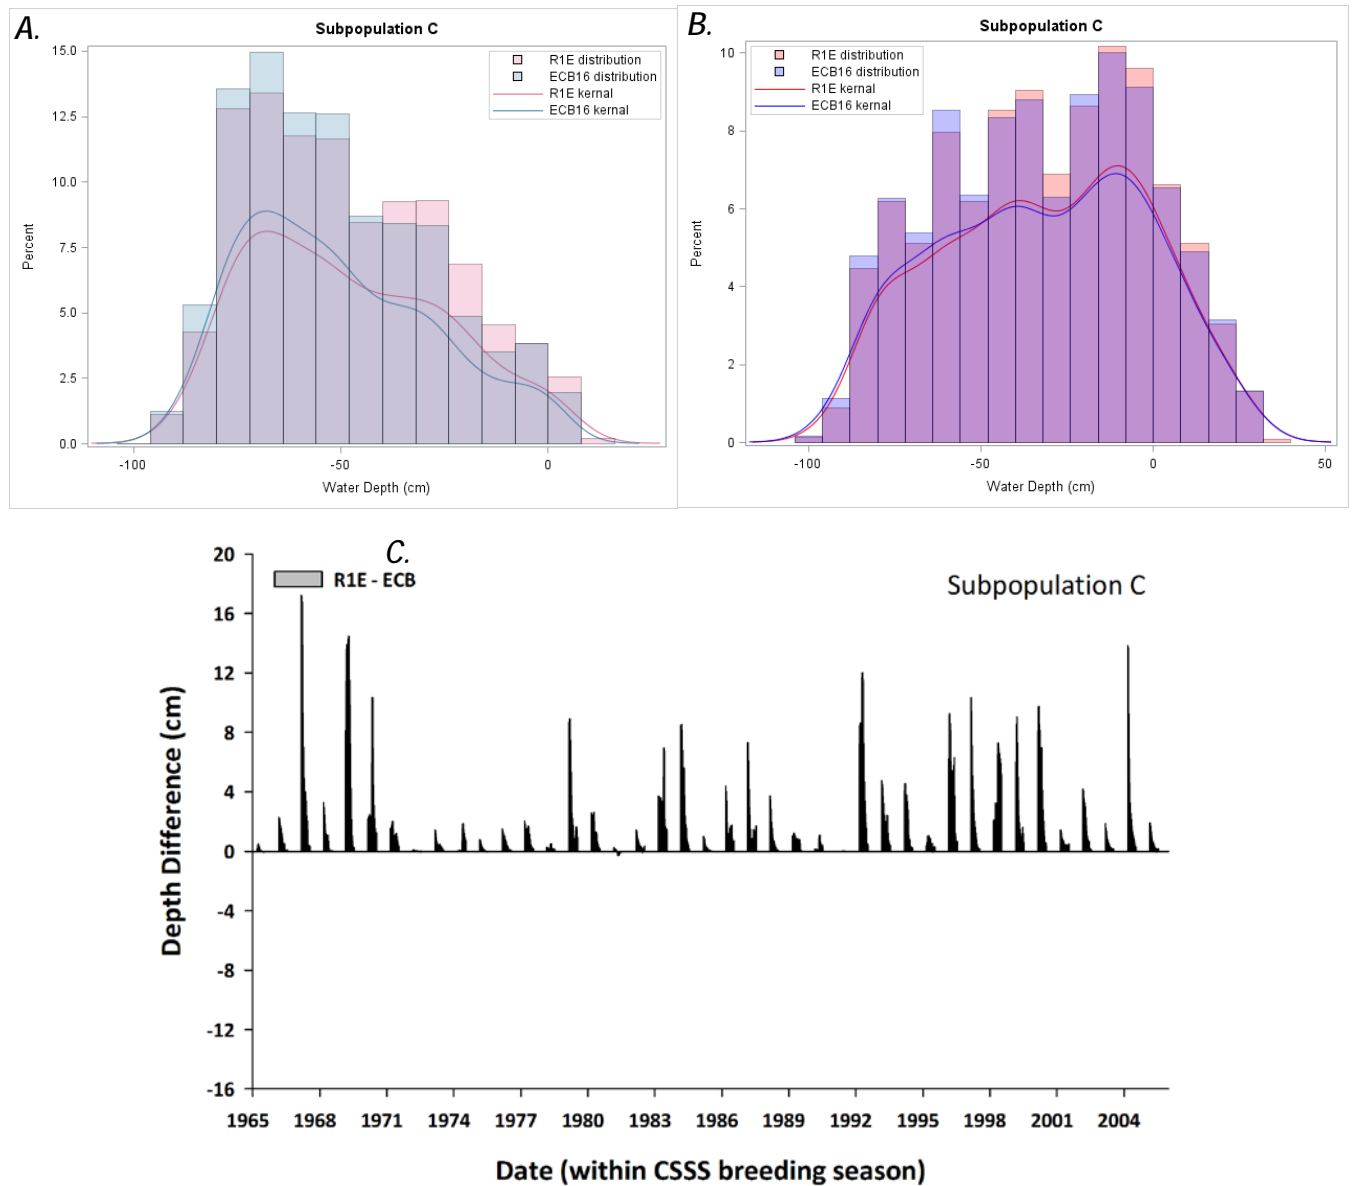 A.
Subpopulation C
15.0
12.5
10.0
7.5
5.0
2.5
0.0
Percent
R1E distribution
ECB16 distribution
R1E kernal
ECB16 kernal
-100
-50
0
Water Depth (cm)
B.
Subpopulation C
10
8
6
4
2
0
Percent
R1E distribution
ECB16 distribution
R1E kernal
ECB16 kernal
-100
-50
0
50
Water Depth (cm)
C.
R1E - ECB
Subpopulation C
20
16
12
8
4
0
-4
-8
-12
-16
Depth Difference (cm)
1965 1968 1971 1974 1977 1980 1983 1986 1989 1992 1995 1998 2001 2004
Date (within CSSS breeding season)